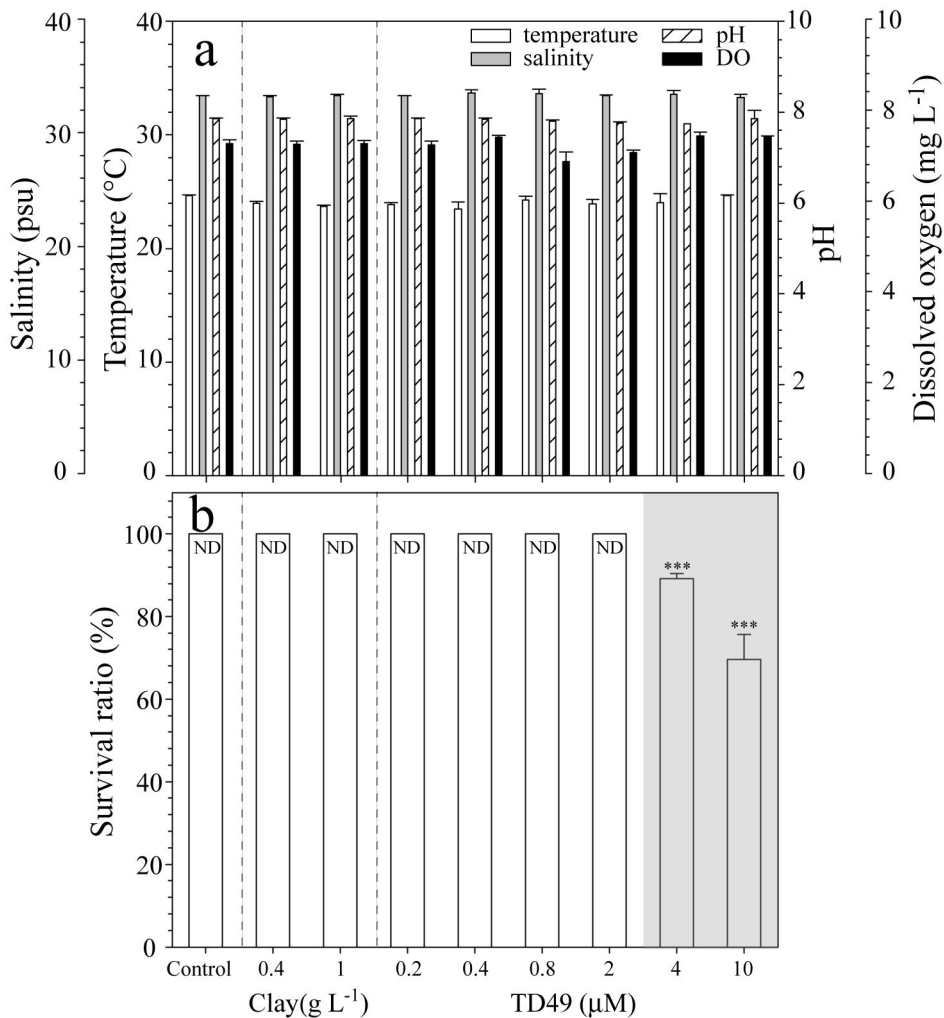 a
temperature
salinity
pH
DO
Salinity (psu)
40
30
20
10
0
Temperature (°C)
40
30
20
10
0
10
8
6
4
2
0
pH
10
8
6
4
2
0
Dissolved oxygen (mg L⁻¹)
b
Survival ratio (%)
100
80
60
40
20
0
ND ND ND ND ND ND ND
***
***
Control 0.4 1 0.2 0.4 0.8 2 4 10
Clay(g L⁻¹) TD49 (μM)